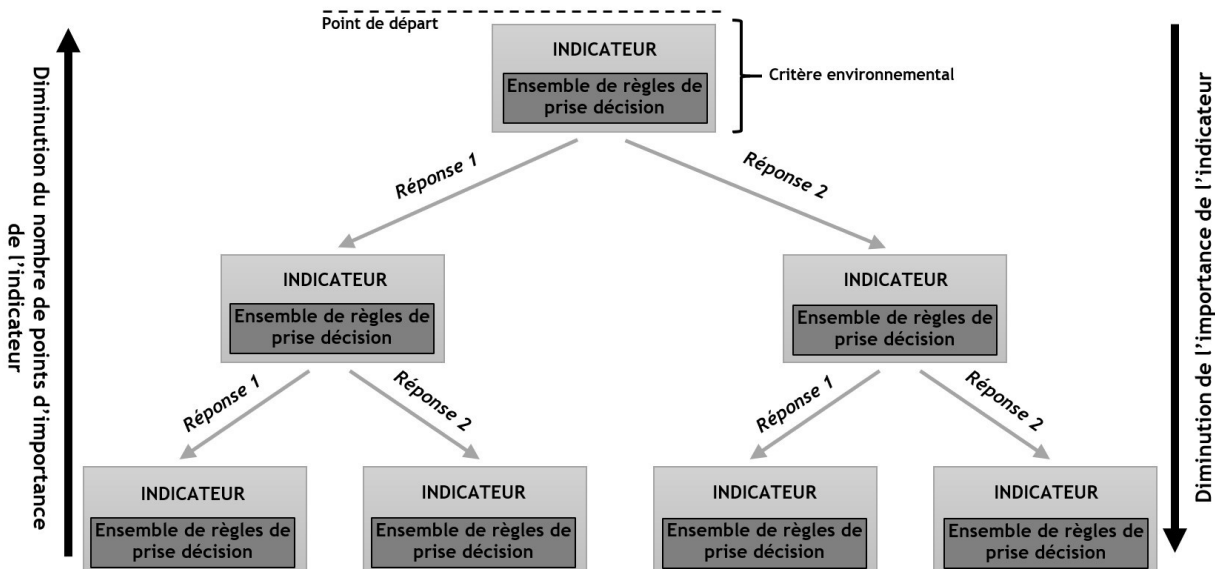 Point de départ
INDICATEUR
Ensemble de règles de
prise décision
Critère environnemental
Réponse 1
Réponse 2
INDICATEUR
Ensemble de règles de
prise décision
INDICATEUR
Ensemble de règles de
prise décision
Réponse 1
Réponse 2
Réponse 1
Réponse 2
INDICATEUR
Ensemble de règles de
prise décision
INDICATEUR
Ensemble de règles de
prise décision
INDICATEUR
Ensemble de règles de
prise décision
INDICATEUR
Ensemble de règles de
prise décision
Diminution du nombre de points d'importance
de l'indicateur
Diminution de l'importance de l'indicateur